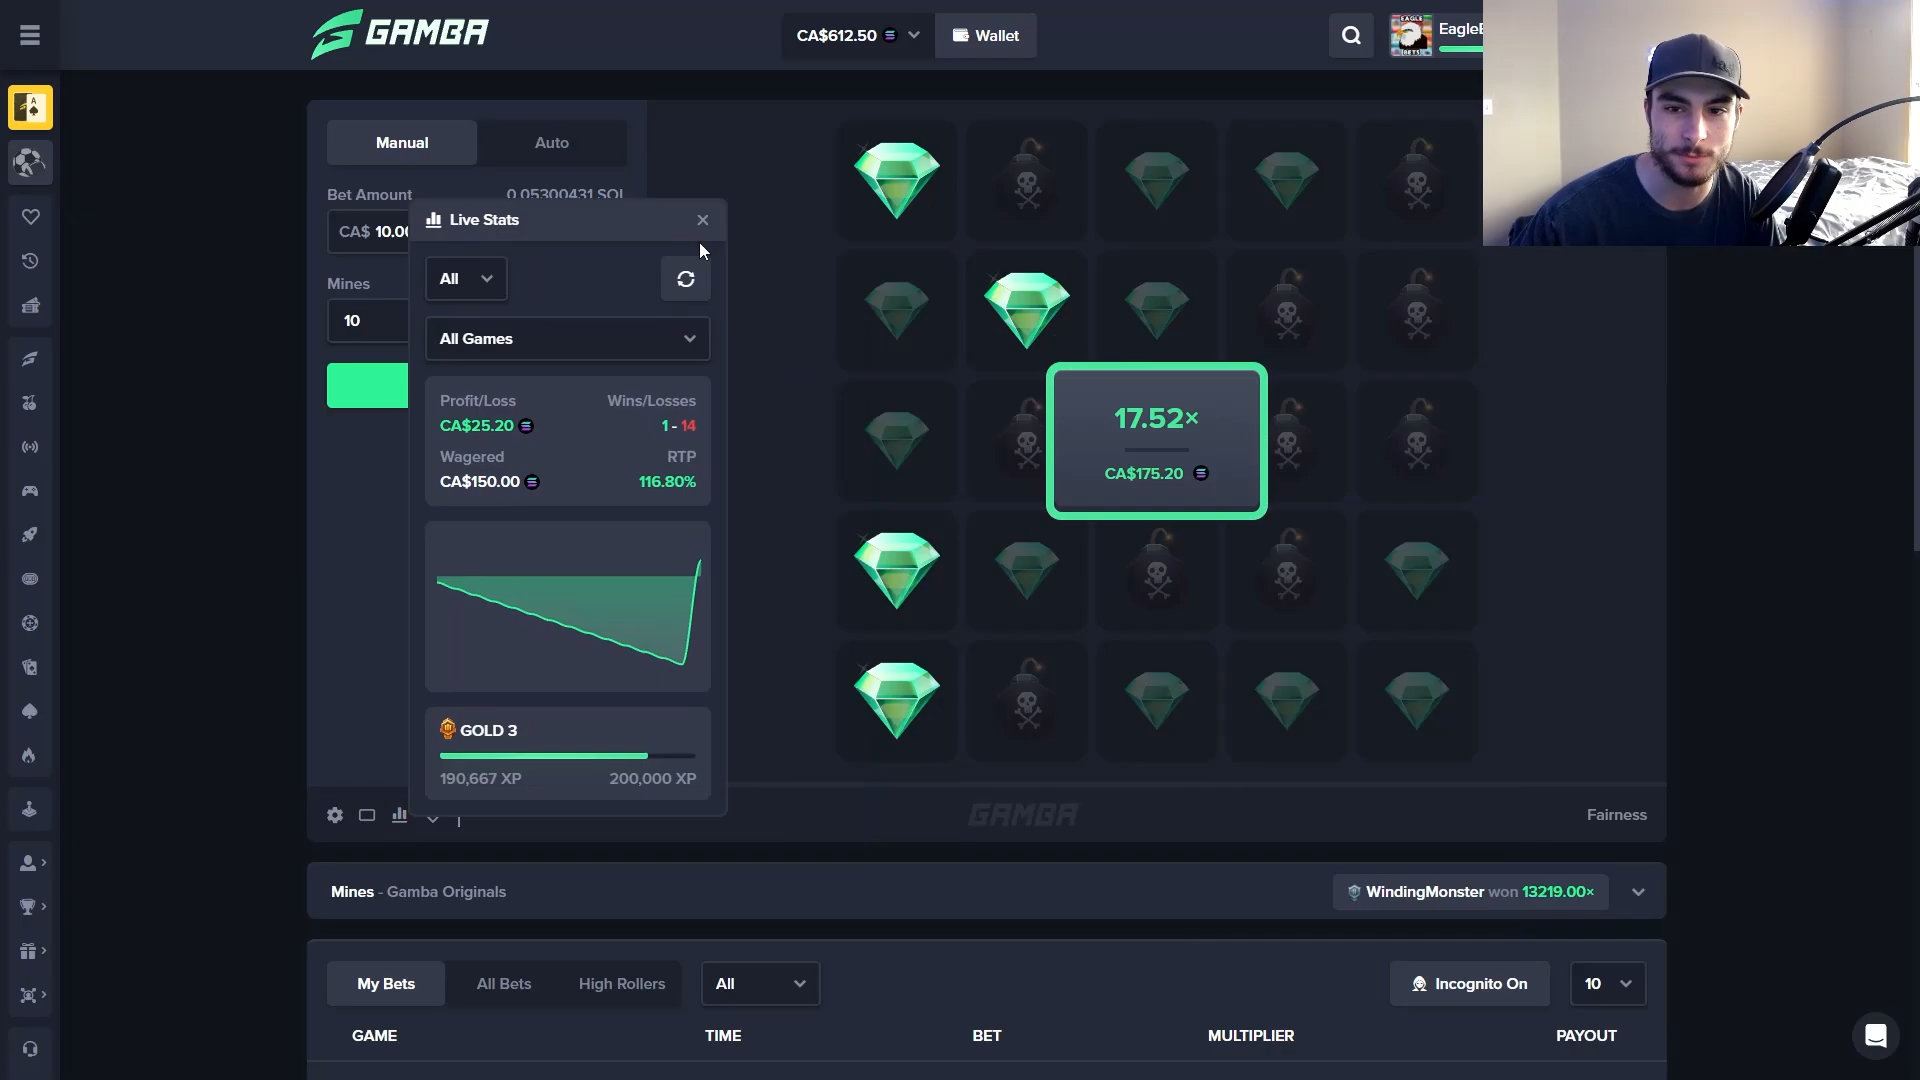 GAMBA
CA$612.50
Wallet
EAGLE
BETS
EagleB
Manual
Auto
Bet Amount
0.05300431 SOL
CA$ 10.00
Mines
10
Live Stats
All
All Games
Profit/Loss
Wins/Losses
CA$25.20
1 - 14
Wagered
RTP
CA$150.00
116.80%
GOLD 3
190,667 XP
200,000 XP
17.52×
CA$175.20
GAMBA
Fairness
Mines - Gamba Originals
WindingMonster won 13219.00×
My Bets
All Bets
High Rollers
All
Incognito On
10
GAME
TIME
BET
MULTIPLIER
PAYOUT